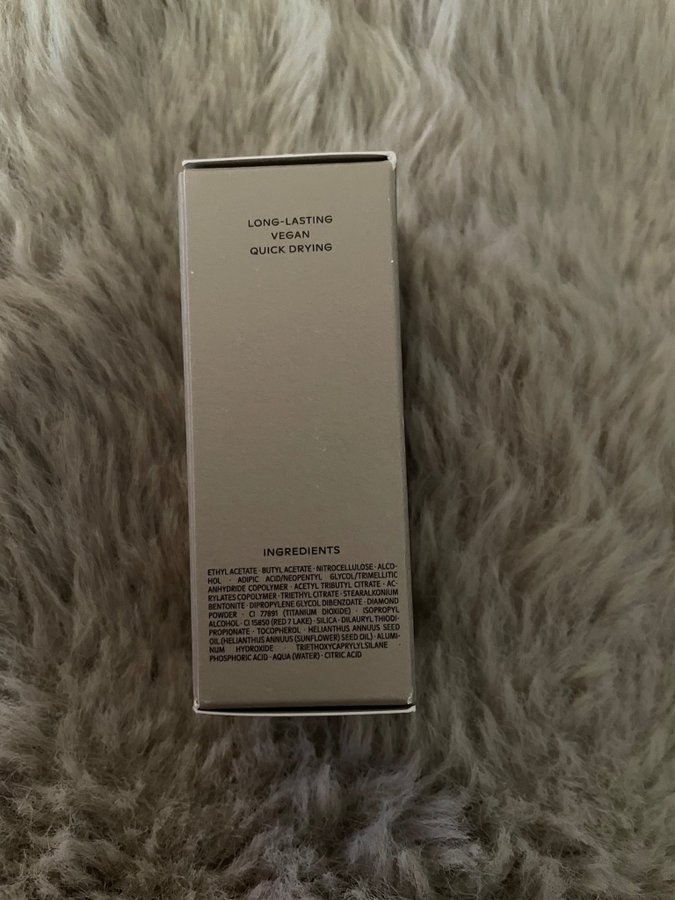 LONG-LASTING
VEGAN
QUICK DRYING
INGREDIENTS
ETHYL ACETATE · BUTYL ACETATE · NITROCELLULOSE · ALCO-
HOL · ADIPIC ACID/NEOPENTYL GLYCOL/TRIMELLITIC
ANHYDRIDE COPOLYMER · ACETYL TRIBUTYL CITRATE · AC-
RYLATES COPOLYMER · TRIETHYL CITRATE · STEARALKONIUM
BENTONITE · DIPROPYLENE GLYCOL DIBENZOATE · DIAMOND
POWDER · CI 77891 (TITANIUM DIOXIDE) · ISOPROPYL
ALCOHOL · CI 15850 (RED 7 LAKE) · SILICA · DILAURYL THIODI-
PROPIONATE · TOCOPHEROL · HELIANTHUS ANNUUS SEED
OIL (HELIANTHUS ANNUUS (SUNFLOWER) SEED OIL) · ALUMI-
NUM HYDROXIDE · TRIETHOXYCAPRYLYLSILANE ·
PHOSPHORIC ACID · AQUA (WATER) · CITRIC ACID